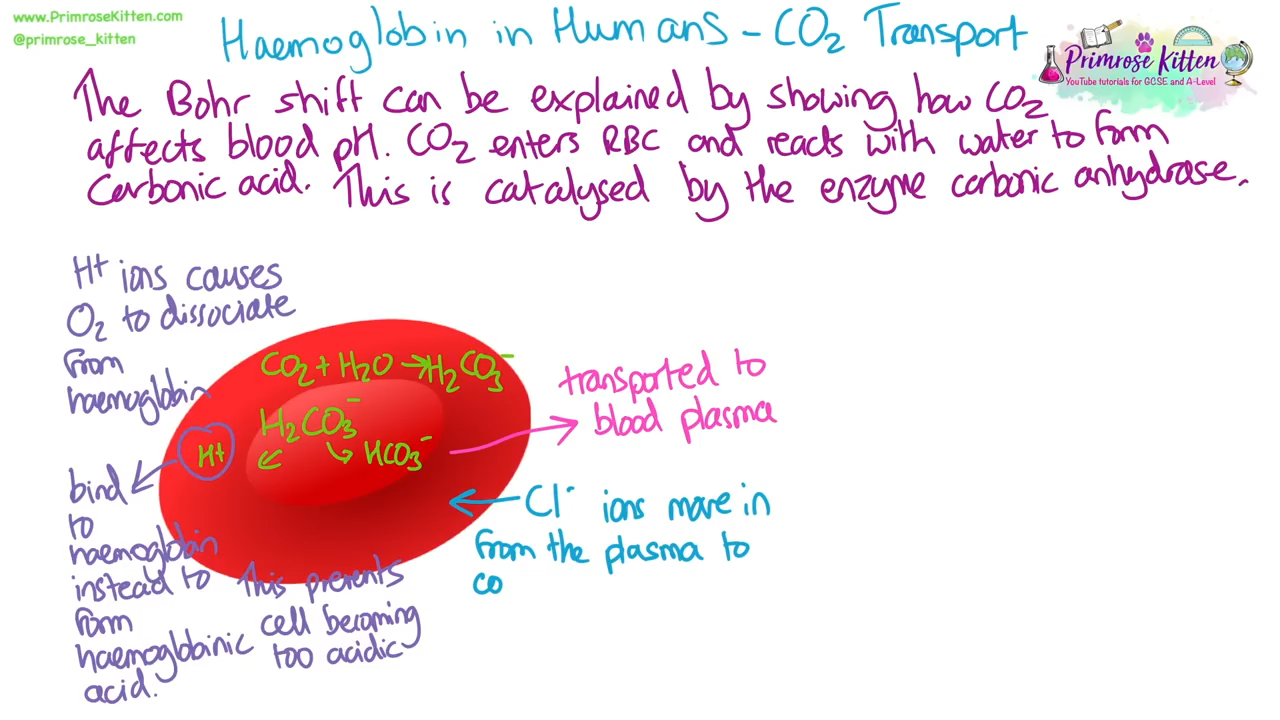 www.PrimroseKitten.com
@primrose_kitten
Haemoglobin in Humans - CO2 Transport
Primrose Kitten
YouTube tutorials for GCSE and A-Level
The Bohr shift can be explained by showing how CO2
affects blood pH. CO2 enters RBC and reacts with water to form
carbonic acid. This is catalysed by the enzyme carbonic anhydrase.
H+ ions causes
O2 to dissociate
from
haemoglobin
CO2 + H2O → H2CO3-
H2CO3-
H+
HCO3-
transported to
blood plasma
Cl- ions move in
from the plasma to
co
bind
to
haemoglobin
instead to
form
haemoglobinic
acid.
This prevents
cell becoming
too acidic